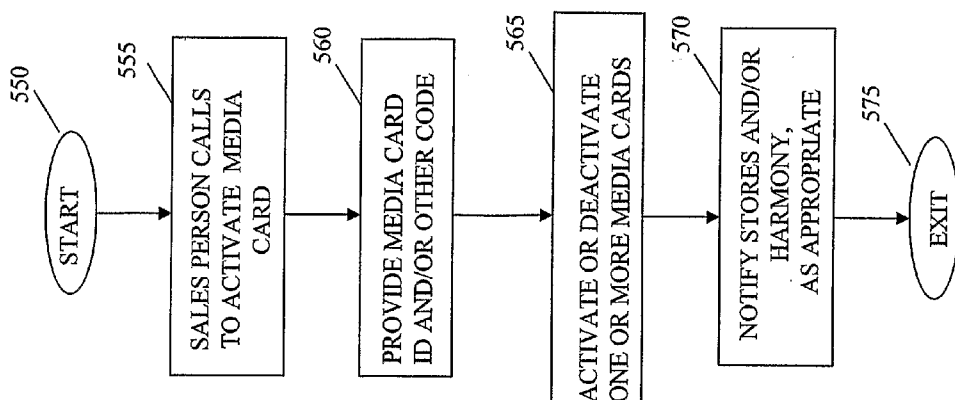 550
START
555
SALES PERSON CALLS
TO ACTIVATE MEDIA
CARD
560
PROVIDE MEDIA CARD
ID AND/OR OTHER CODE
565
ACTIVATE OR DEACTIVATE
ONE OR MORE MEDIA CARDS
570
NOTIFY STORES AND/OR
HARMONY,
AS APPROPRIATE
575
EXIT